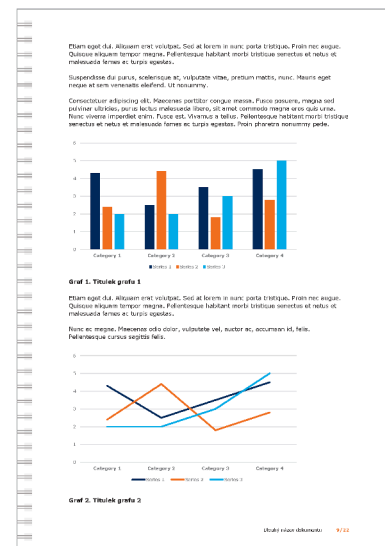 Etiam eget dui. Aliquam erat volutpat. Sed at lorem in nunc porta tristique. Proin nec augue.
Quisque aliquam tempor magna. Pellentesque habitant morbi tristique senectus et netus et
malesuada fames ac turpis egestas.
Suspendisse dui purus, scelerisque at, vulputate vitae, pretium mattis, nunc. Mauris eget
neque at sem venenatis eleifend. Ut nonummy.
Consectetuer adipiscing elit. Maecenas porttitor congue massa. Fusce posuere, magna sed
pulvinar ultricies, purus lectus malesuada libero, sit amet commodo magna eros quis urna.
Nunc viverra imperdiet enim. Fusce est. Vivamus a tellus. Pellentesque habitant morbi tristique
senectus et netus et malesuada fames ac turpis egestas. Proin pharetra nonummy pede.
6
5
4
3
2
1
0
Category 1 Category 2 Category 3 Category 4
Series 1 Series 2 Series 3
Graf 1. Titulek grafu 1
Etiam eget dui. Aliquam erat volutpat. Sed at lorem in nunc porta tristique. Proin nec augue.
Quisque aliquam tempor magna. Pellentesque habitant morbi tristique senectus et netus et
malesuada fames ac turpis egestas.
Nunc ac magna. Maecenas odio dolor, vulputate vel, auctor ac, accumsan id, felis.
Pellentesque cursus sagittis felis.
6
5
4
3
2
1
0
Category 1 Category 2 Category 3 Category 4
Series 1 Series 2 Series 3
Graf 2. Titulek grafu 2
Dlouhý název dokumentu 9/23